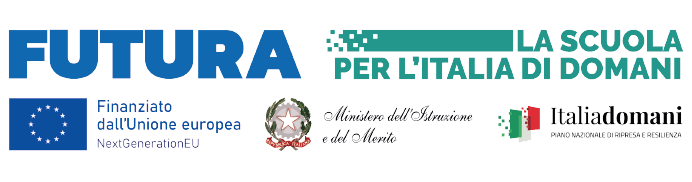 FUTURA
LA SCUOLA
PER L'ITALIA DI DOMANI
Finanziato
dall'Unione europea
NextGenerationEU
Ministero dell'Istruzione
e del Merito
Italiadomani
PIANO NAZIONALE DI RIPRESA E RESILIENZA